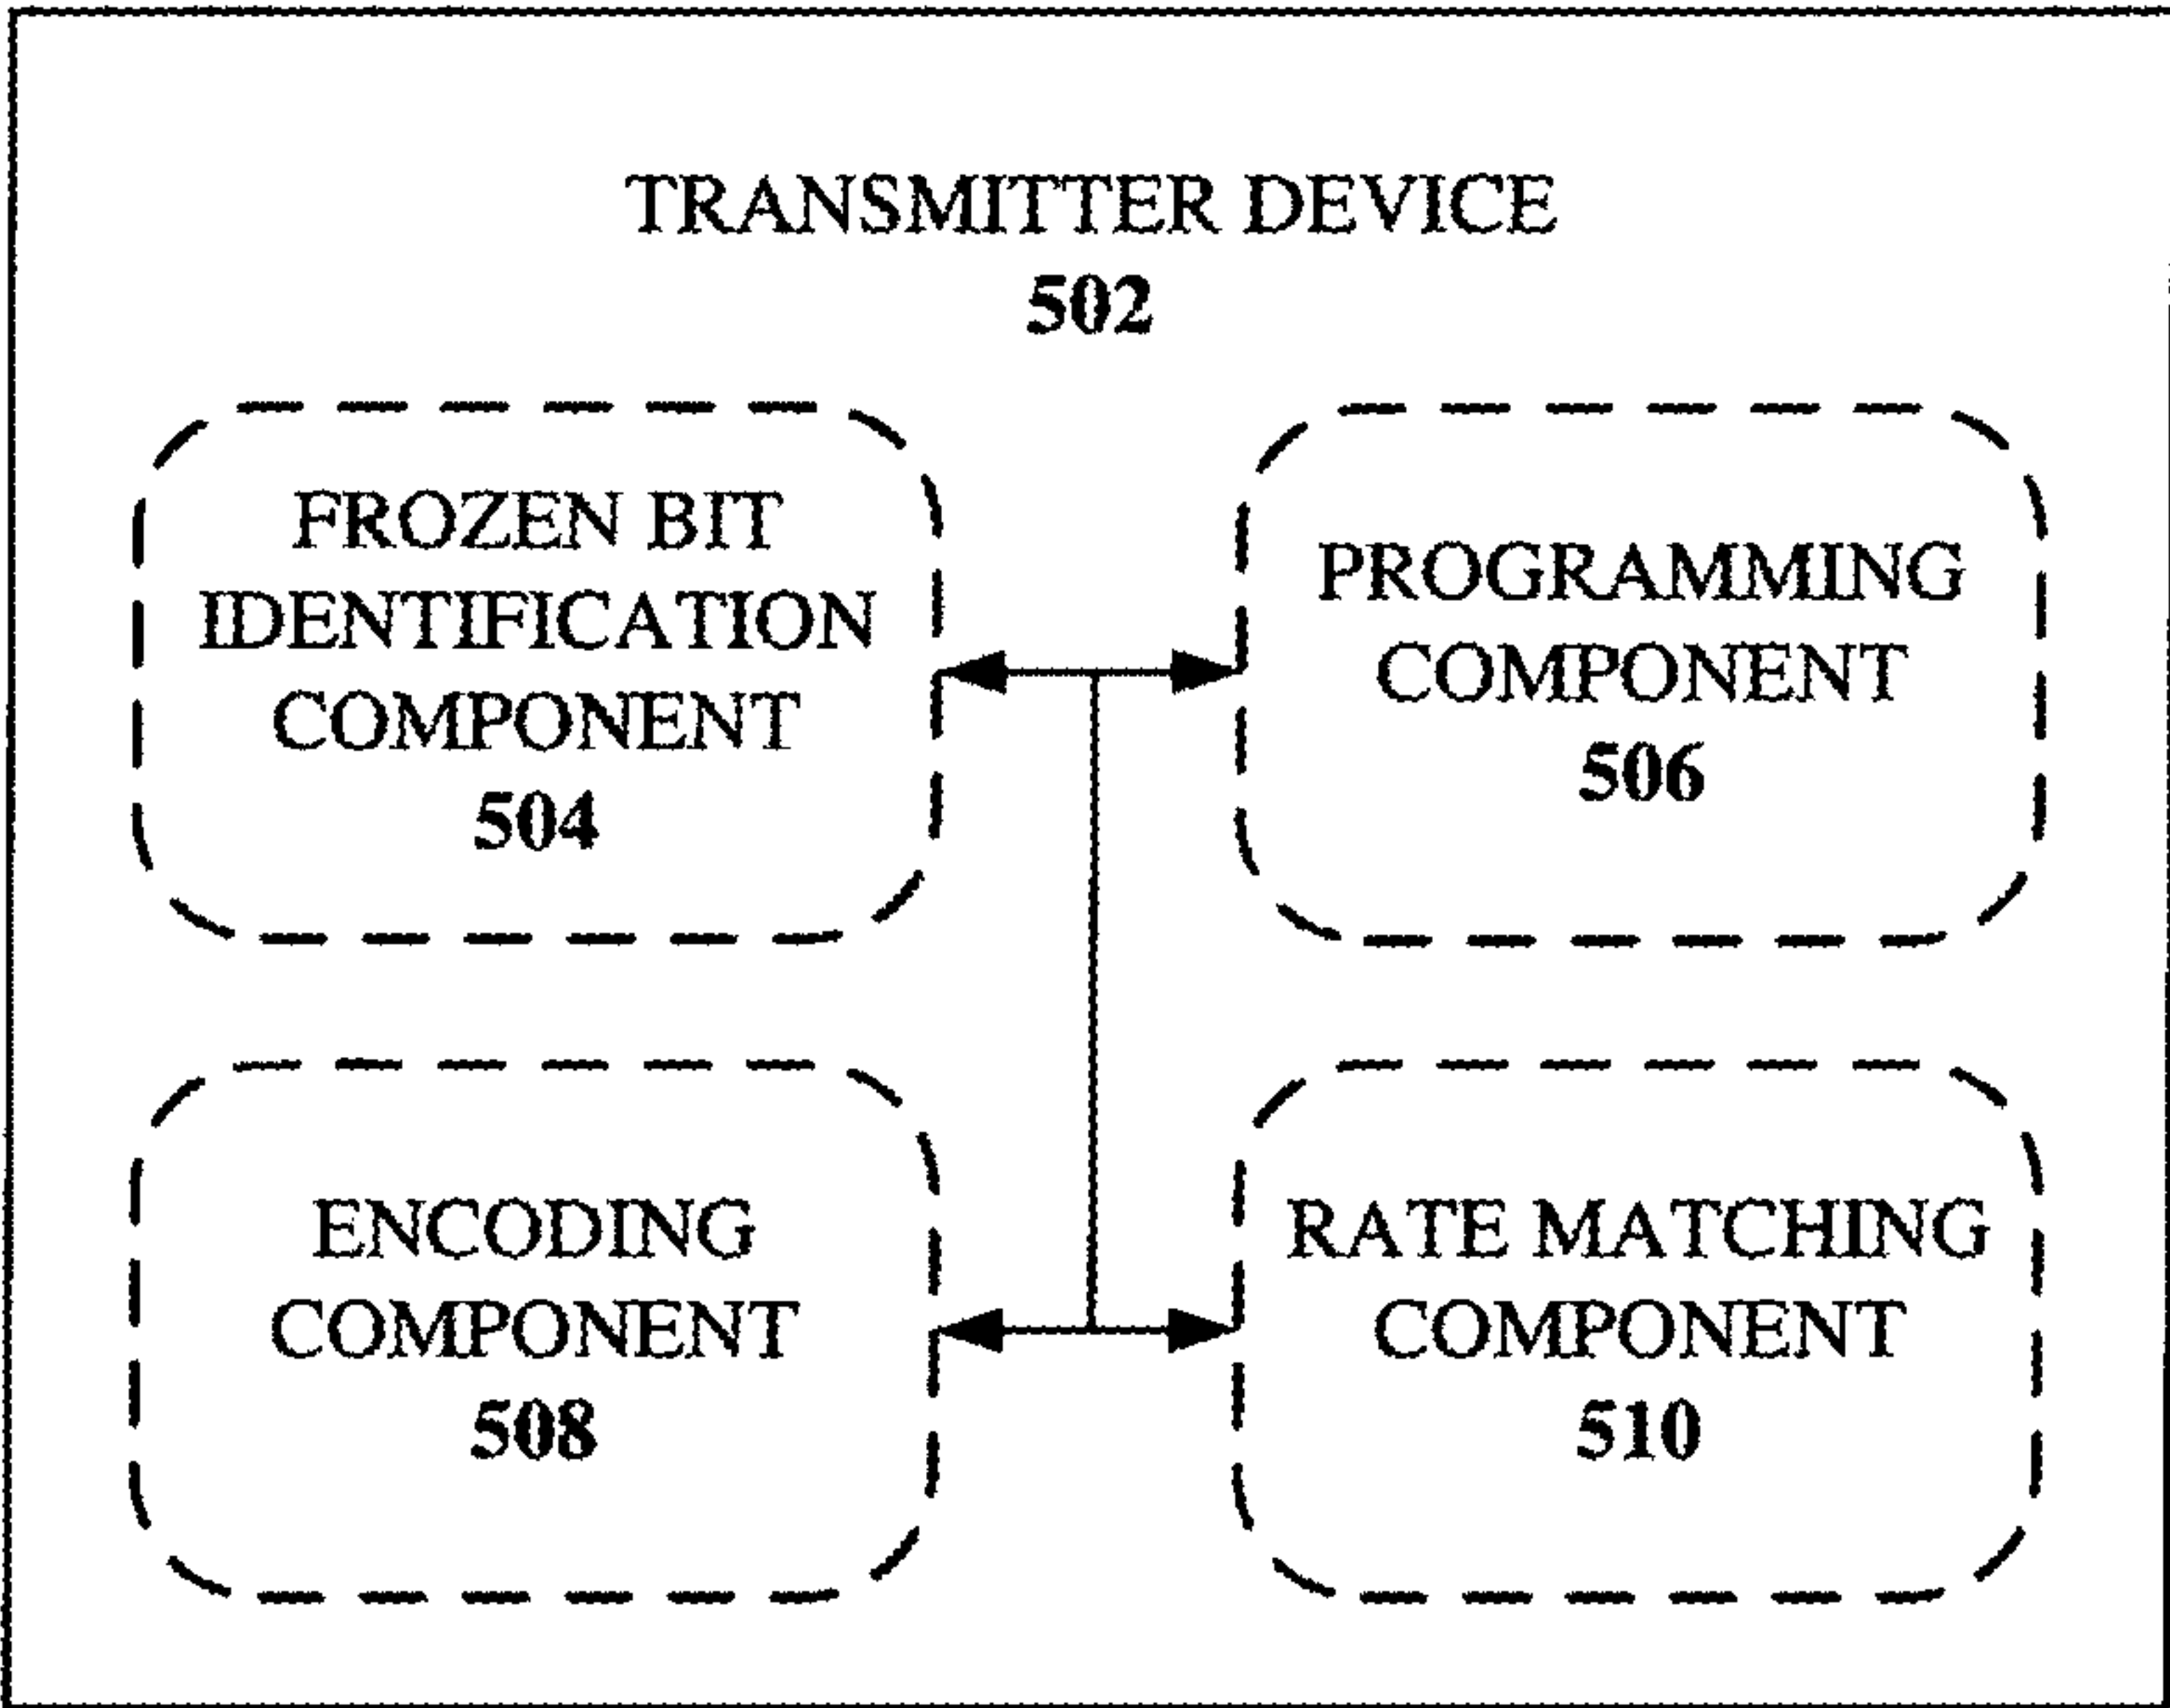 TRANSMITTER DEVICE
502
FROZEN BIT
IDENTIFICATION
COMPONENT
504
PROGRAMMING
COMPONENT
506
ENCODING
COMPONENT
508
RATE MATCHING
COMPONENT
510